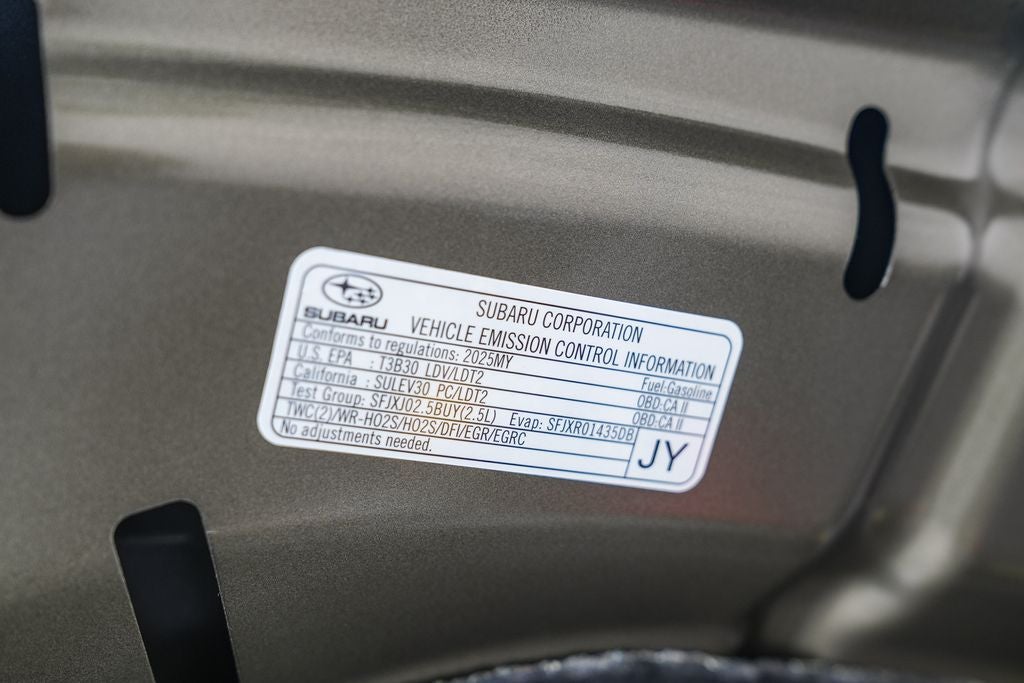 SUBARU
SUBARU CORPORATION
VEHICLE EMISSION CONTROL INFORMATION
Conforms to regulations: 2025MY Fuel-Gasoline
U.S. EPA : T3B30 LDV/LDT2 OBD-CA II
California : SULEV30 PC/LDT2 OBD-CA II
Test Group: SFJXJ02.5BUY(2.5L) Evap: SFJXR01435DB
TWC(2)/WR-HO2S/HO2S/DFI/EGR/EGRC
No adjustments needed.
JY